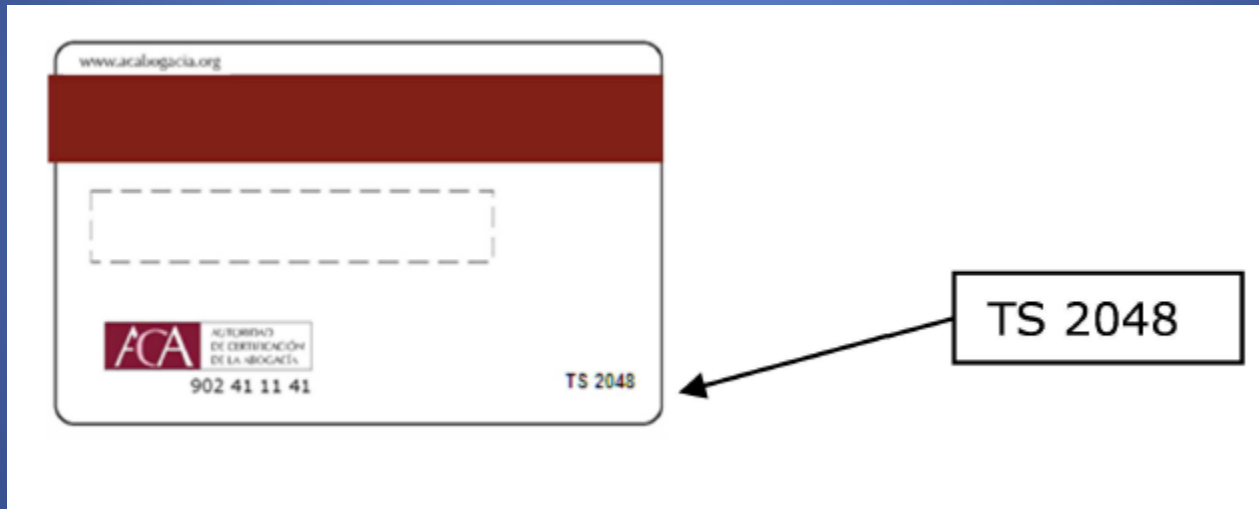 www.acabogacia.org
ACA
AUTORIDAD
DE CERTIFICACIÓN
DE LA ABOGACÍA
902 41 11 41
TS 2048
TS 2048